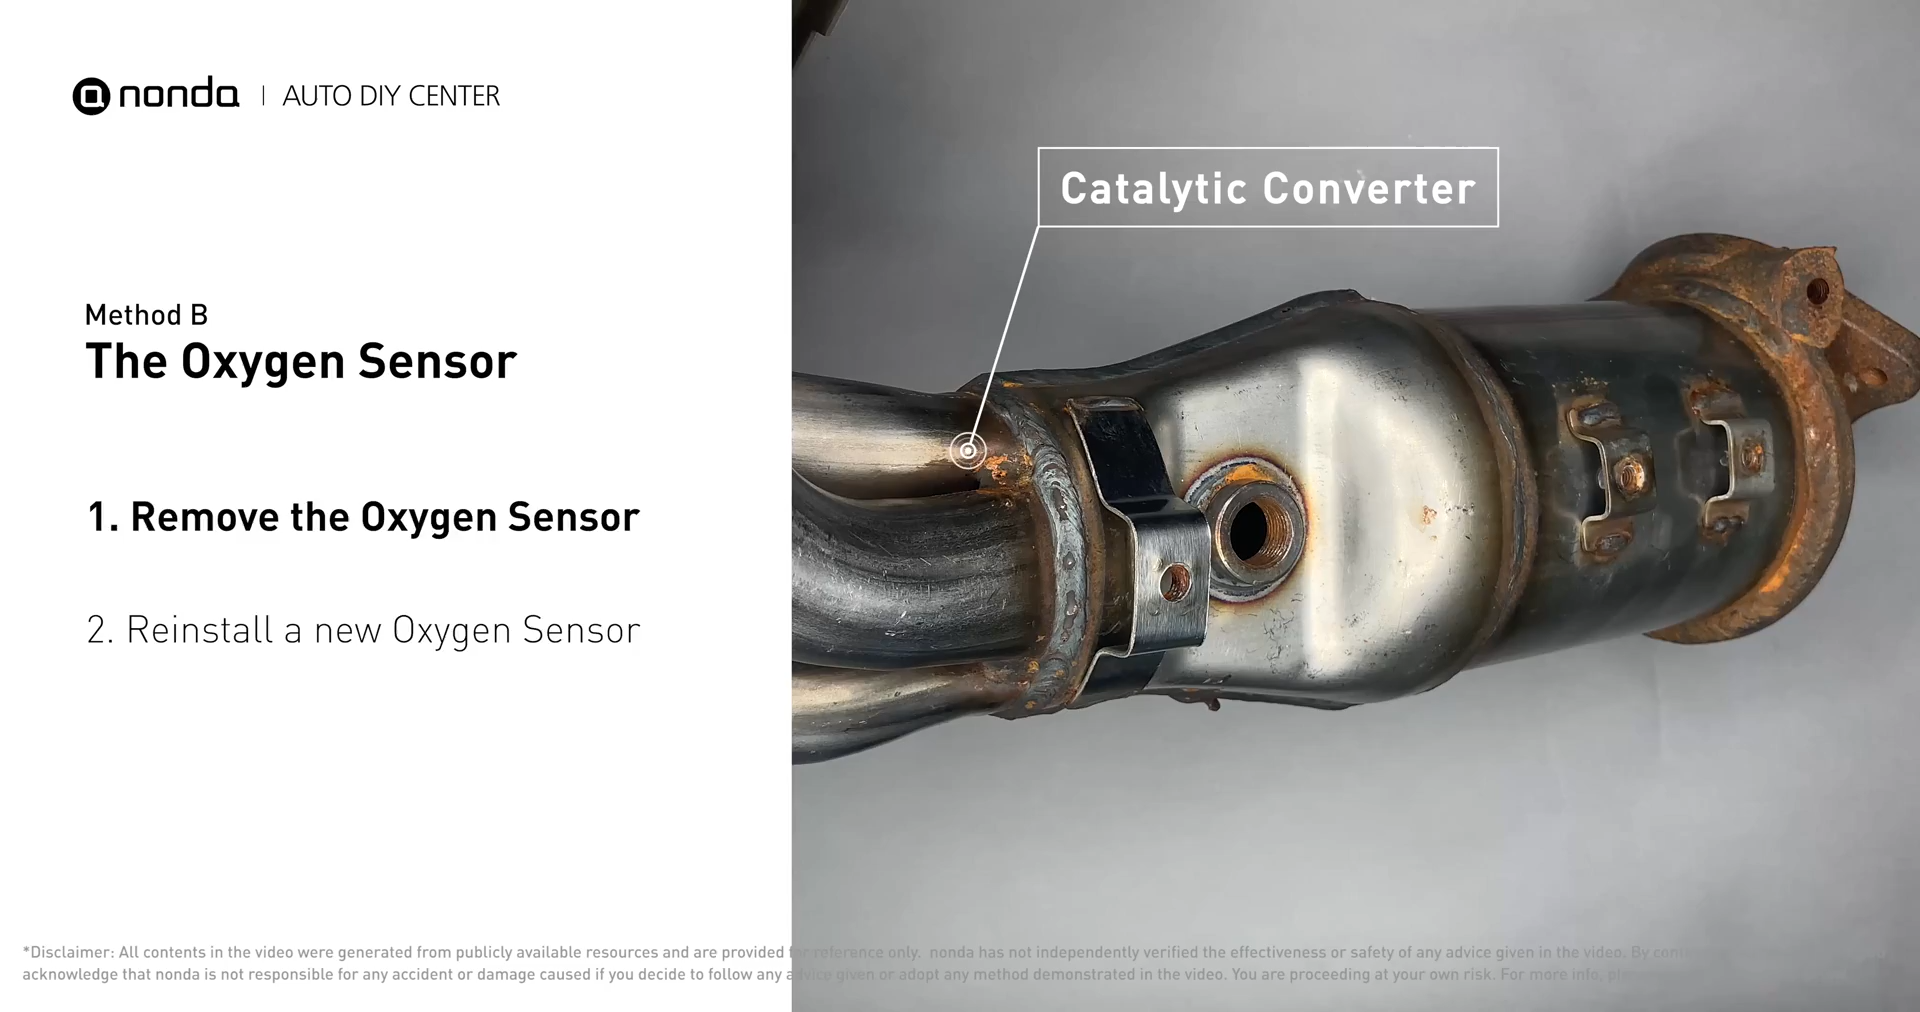 nonda | AUTO DIY CENTER
Catalytic Converter
Method B
The Oxygen Sensor
1. Remove the Oxygen Sensor
2. Reinstall a new Oxygen Sensor
*Disclaimer: All contents in the video were generated from publicly available resources and are provided for reference only. nonda has not independently verified the effectiveness or safety of any advice given in the video. By
acknowledge that nonda is not responsible for any accident or damage caused if you decide to follow any advice given or adopt any method demonstrated in the video. You are proceeding at your own risk. For more info,